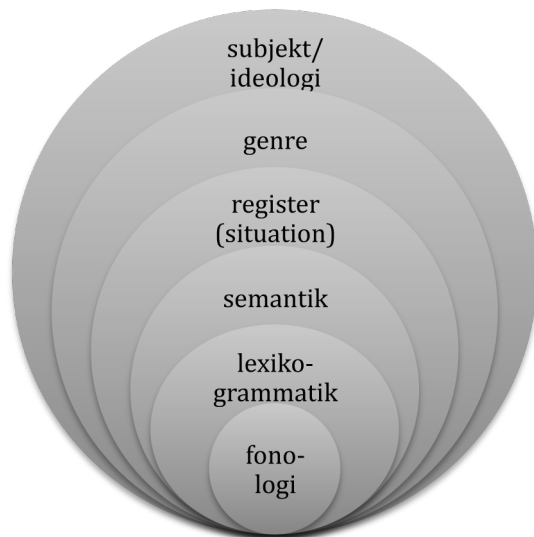 subjekt/
ideologi
genre
register
(situation)
semantik
lexiko-
grammatik
fono-
logi